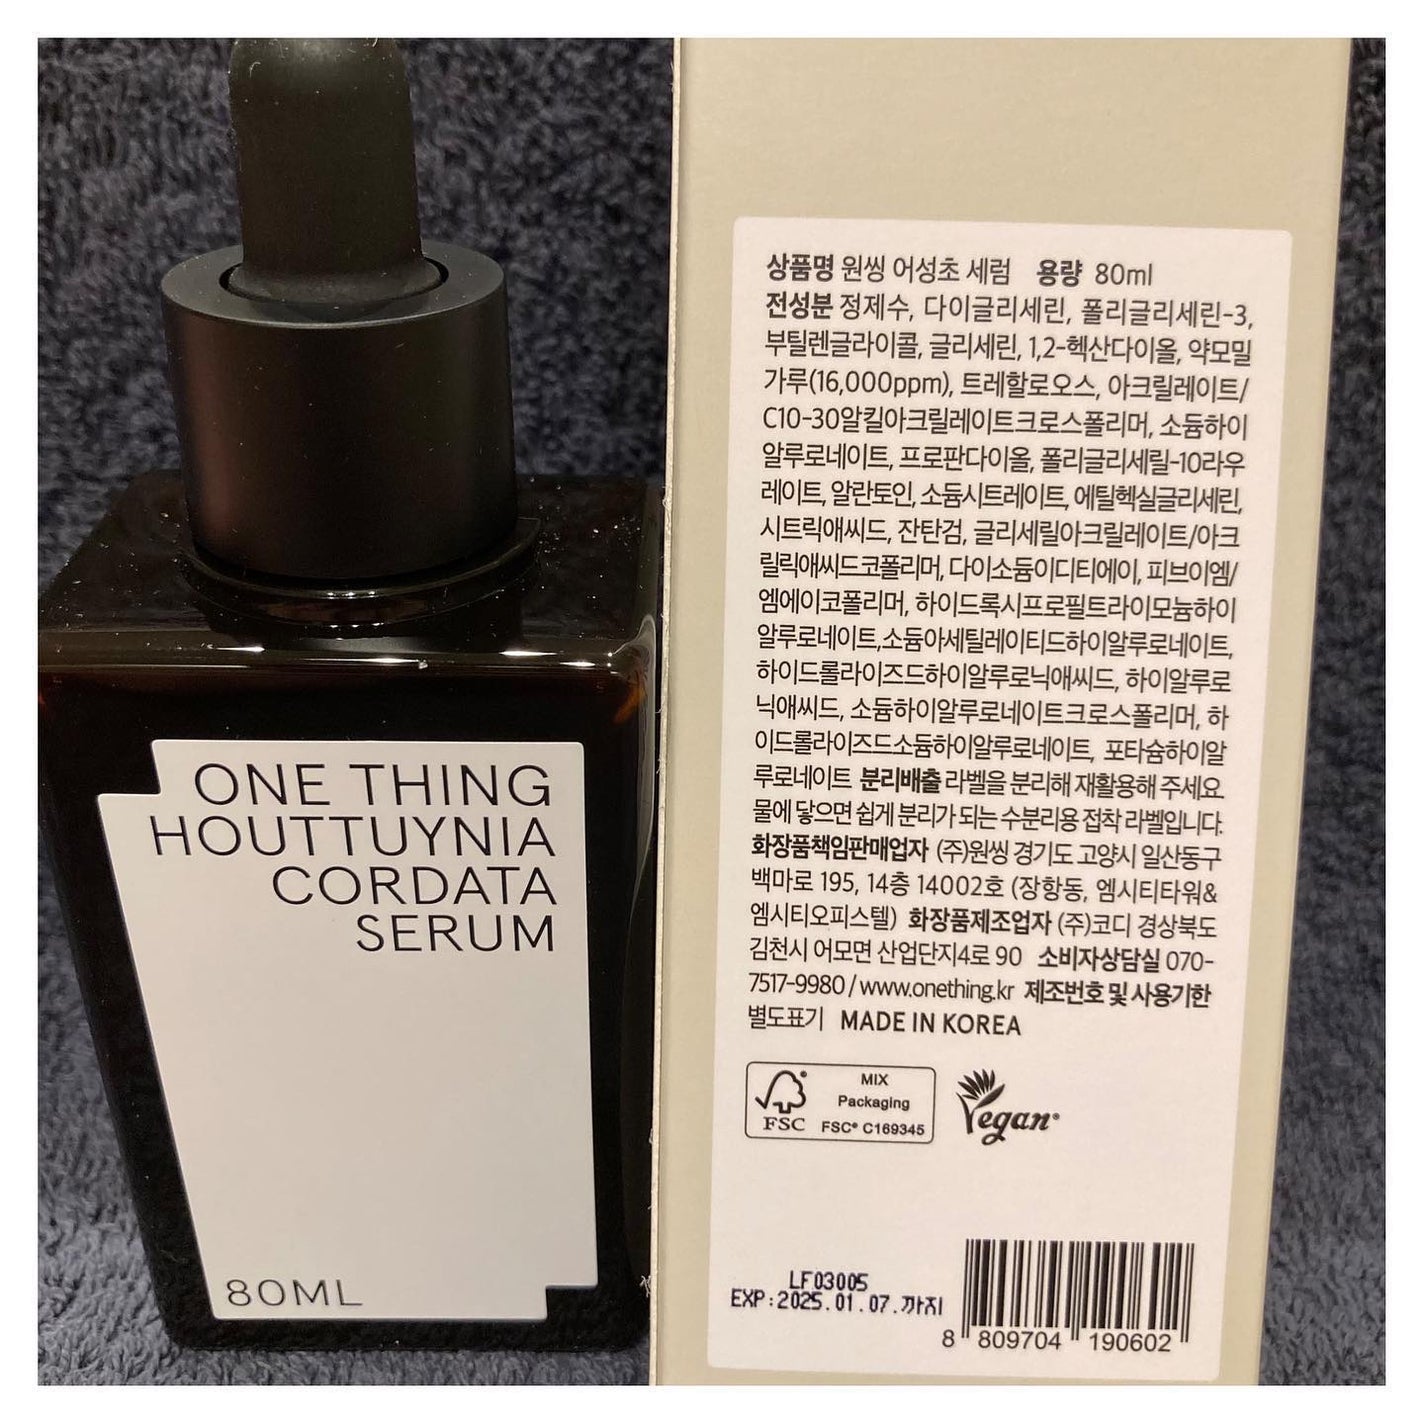 ONE THING
HOUTTUYNIA
CORDATA
SERUM
80ML
상품명 원씽 어성초 세럼 용량 80ml
전성분 정제수, 다이글리세린, 폴리글리세린-3,
부틸렌글라이콜, 글리세린, 1,2-헥산다이올, 약모밀
가루(16,000ppm), 트레할로오스, 아크릴레이트/
C10-30알킬아크릴레이트크로스폴리머, 소듐하이
알루로네이트, 프로판다이올, 폴리글리세릴-10라우
레이트, 알란토인, 소듐시트레이트, 에틸헥실글리세린,
시트릭애씨드, 잔탄검, 글리세릴아크릴레이트/아크
릴릭애씨드코폴리머, 다이소듐이디티에이, 피브이엠/
엠에이코폴리머, 하이드록시프로필트라이모늄하이
알루로네이트,소듐아세틸레이티드하이알루로네이트,
하이드롤라이즈드하이알루로닉애씨드, 하이알루로
닉애씨드, 소듐하이알루로네이트크로스폴리머, 하
이드롤라이즈드소듐하이알루로네이트, 포타슘하이알
루로네이트 분리배출 라벨을 분리해 재활용해 주세요.
물에 닿으면 쉽게 분리가 되는 수분리용 접착 라벨입니다.
화장품책임판매업자 (주)원씽 경기도 고양시 일산동구
백마로 195, 14층 14002호 (장항동, 엠시티타워&
엠시티오피스텔) 화장품제조업자 (주)코디 경상북도
김천시 어모면 산업단지4로 90 소비자상담실 070-
7517-9980 / www.onething.kr 제조번호 및 사용기한
별도표기 MADE IN KOREA
FSC
MIX
Packaging
FSC® C169345
Vegan®
LF03005
EXP:2025.01.07.까지
8 809704 190602